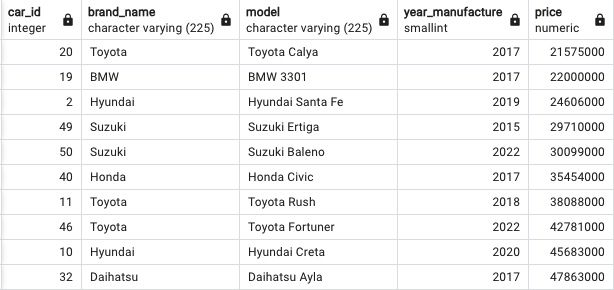 car_id brand_name model year_manufacture price
integer character varying (225) character varying (225) smallint numeric
20 Toyota Toyota Calya 2017 21575000
19 BMW BMW 3301 2017 22000000
2 Hyundai Hyundai Santa Fe 2019 24606000
49 Suzuki Suzuki Ertiga 2015 29710000
50 Suzuki Suzuki Baleno 2022 30099000
40 Honda Honda Civic 2017 35454000
11 Toyota Toyota Rush 2018 38088000
46 Toyota Toyota Fortuner 2022 42781000
10 Hyundai Hyundai Creta 2020 45683000
32 Daihatsu Daihatsu Ayla 2017 47863000